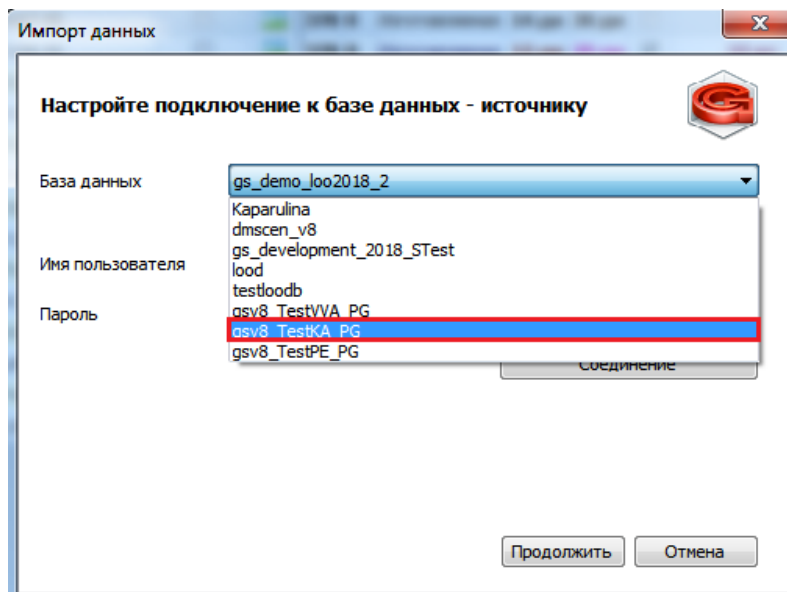 Импорт данных
Настройте подключение к базе данных - источнику
База данных
gs_demo_loo2018_2
Kaparulina
dmscen_v8
gs_development_2018_STest
Имя пользователя
lood
testloodb
Пароль
gsv8_TestVVA_PG
gsv8_TestKA_PG
gsv8_TestPE_PG
Соединение
Продолжить
Отмена